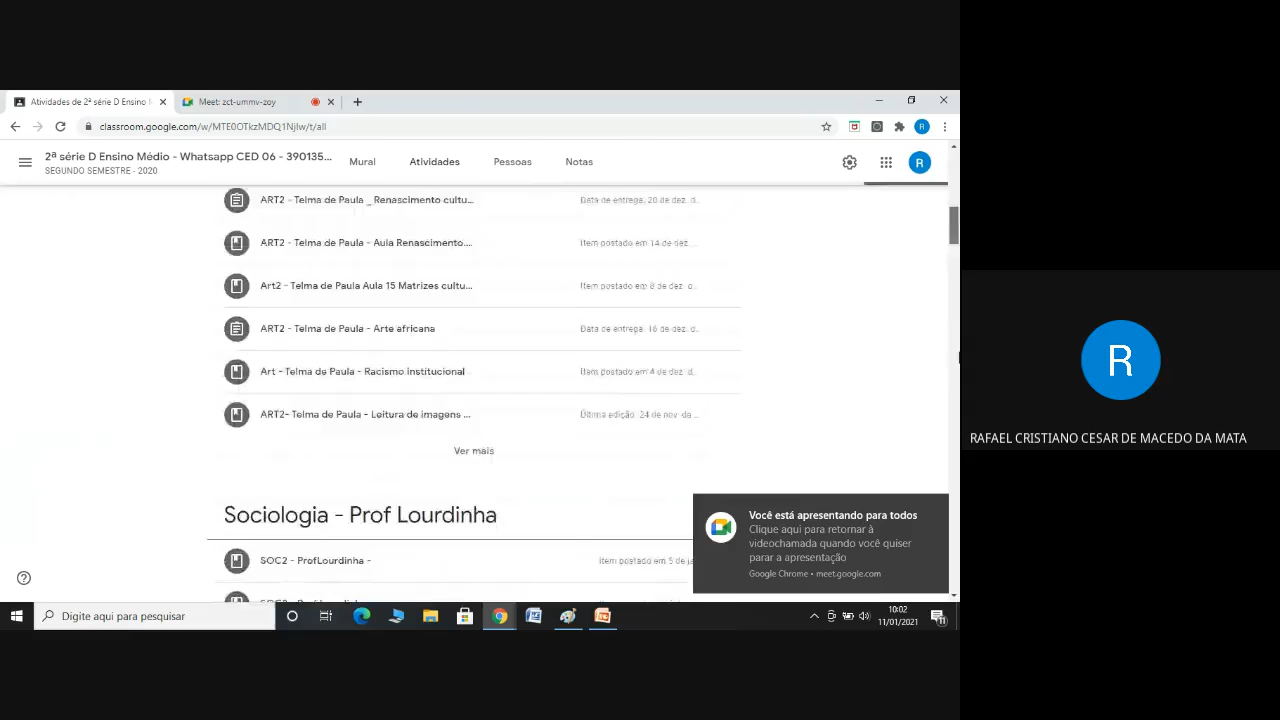 Atividades de 2ª série D Ensino M
Meet: zct-ummv-zoy
classroom.google.com/w/MTE0OTkzMDQ1Njlw/t/all
R
2ª série D Ensino Médio - Whatsapp CED 06 - 390135...
SEGUNDO SEMESTRE - 2020
Mural
Atividades
Pessoas
Notas
R
ART2 - Telma de Paula _ Renascimento cultu...
Data de entrega: 20 de dez. d...
ART2 - Telma de Paula - Aula Renascimento....
Item postado em 14 de dez. ...
Art2 - Telma de Paula Aula 15 Matrizes cultu...
Item postado em 8 de dez. d...
ART2 - Telma de Paula - Arte africana
Data de entrega: 16 de dez. d...
Art - Telma de Paula - Racismo Institucional
Item postado em 4 de dez. d...
ART2- Telma de Paula - Leitura de imagens ...
Última edição: 24 de nov. de ...
Ver mais
Sociologia - Prof Lourdinha
SOC2 - ProfLourdinha -
Item postado em 5 de ja
Você está apresentando para todos
Clique aqui para retornar à
videochamada quando você quiser
parar a apresentação
Google Chrome • meet.google.com
Digite aqui para pesquisar
10:02
11/01/2021
11
R
RAFAEL CRISTIANO CESAR DE MACEDO DA MATA